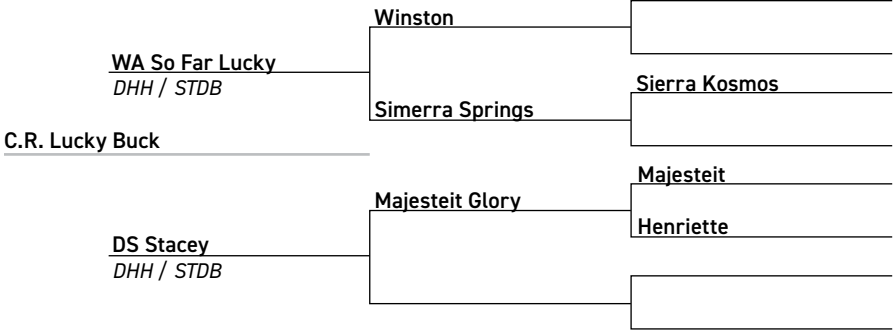 Winston
WA So Far Lucky
DHH / STDB
Sierra Kosmos
Simerra Springs
C.R. Lucky Buck
Majesteit
Majesteit Glory
Henriette
DS Stacey
DHH / STDB